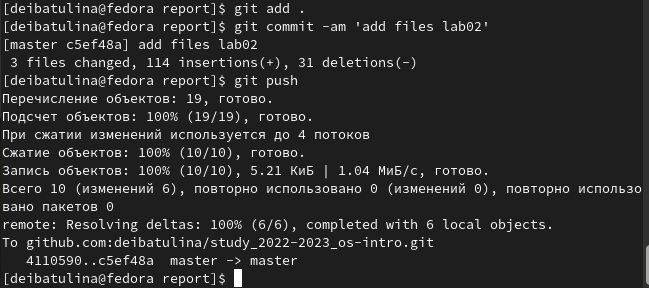 [deibatulina@fedora report]$ git add .
[deibatulina@fedora report]$ git commit -am 'add files lab02'
[master c5ef48a] add files lab02
 3 files changed, 114 insertions(+), 31 deletions(-)
[deibatulina@fedora report]$ git push
Перечисление объектов: 19, готово.
Подсчет объектов: 100% (19/19), готово.
При сжатии изменений используется до 4 потоков
Сжатие объектов: 100% (10/10), готово.
Запись объектов: 100% (10/10), 5.21 КиБ | 1.04 МиБ/с, готово.
Всего 10 (изменений 6), повторно использовано 0 (изменений 0), повторно использо
вано пакетов 0
remote: Resolving deltas: 100% (6/6), completed with 6 local objects.
To github.com:deibatulina/study_2022-2023_os-intro.git
   4110590..c5ef48a  master -> master
[deibatulina@fedora report]$